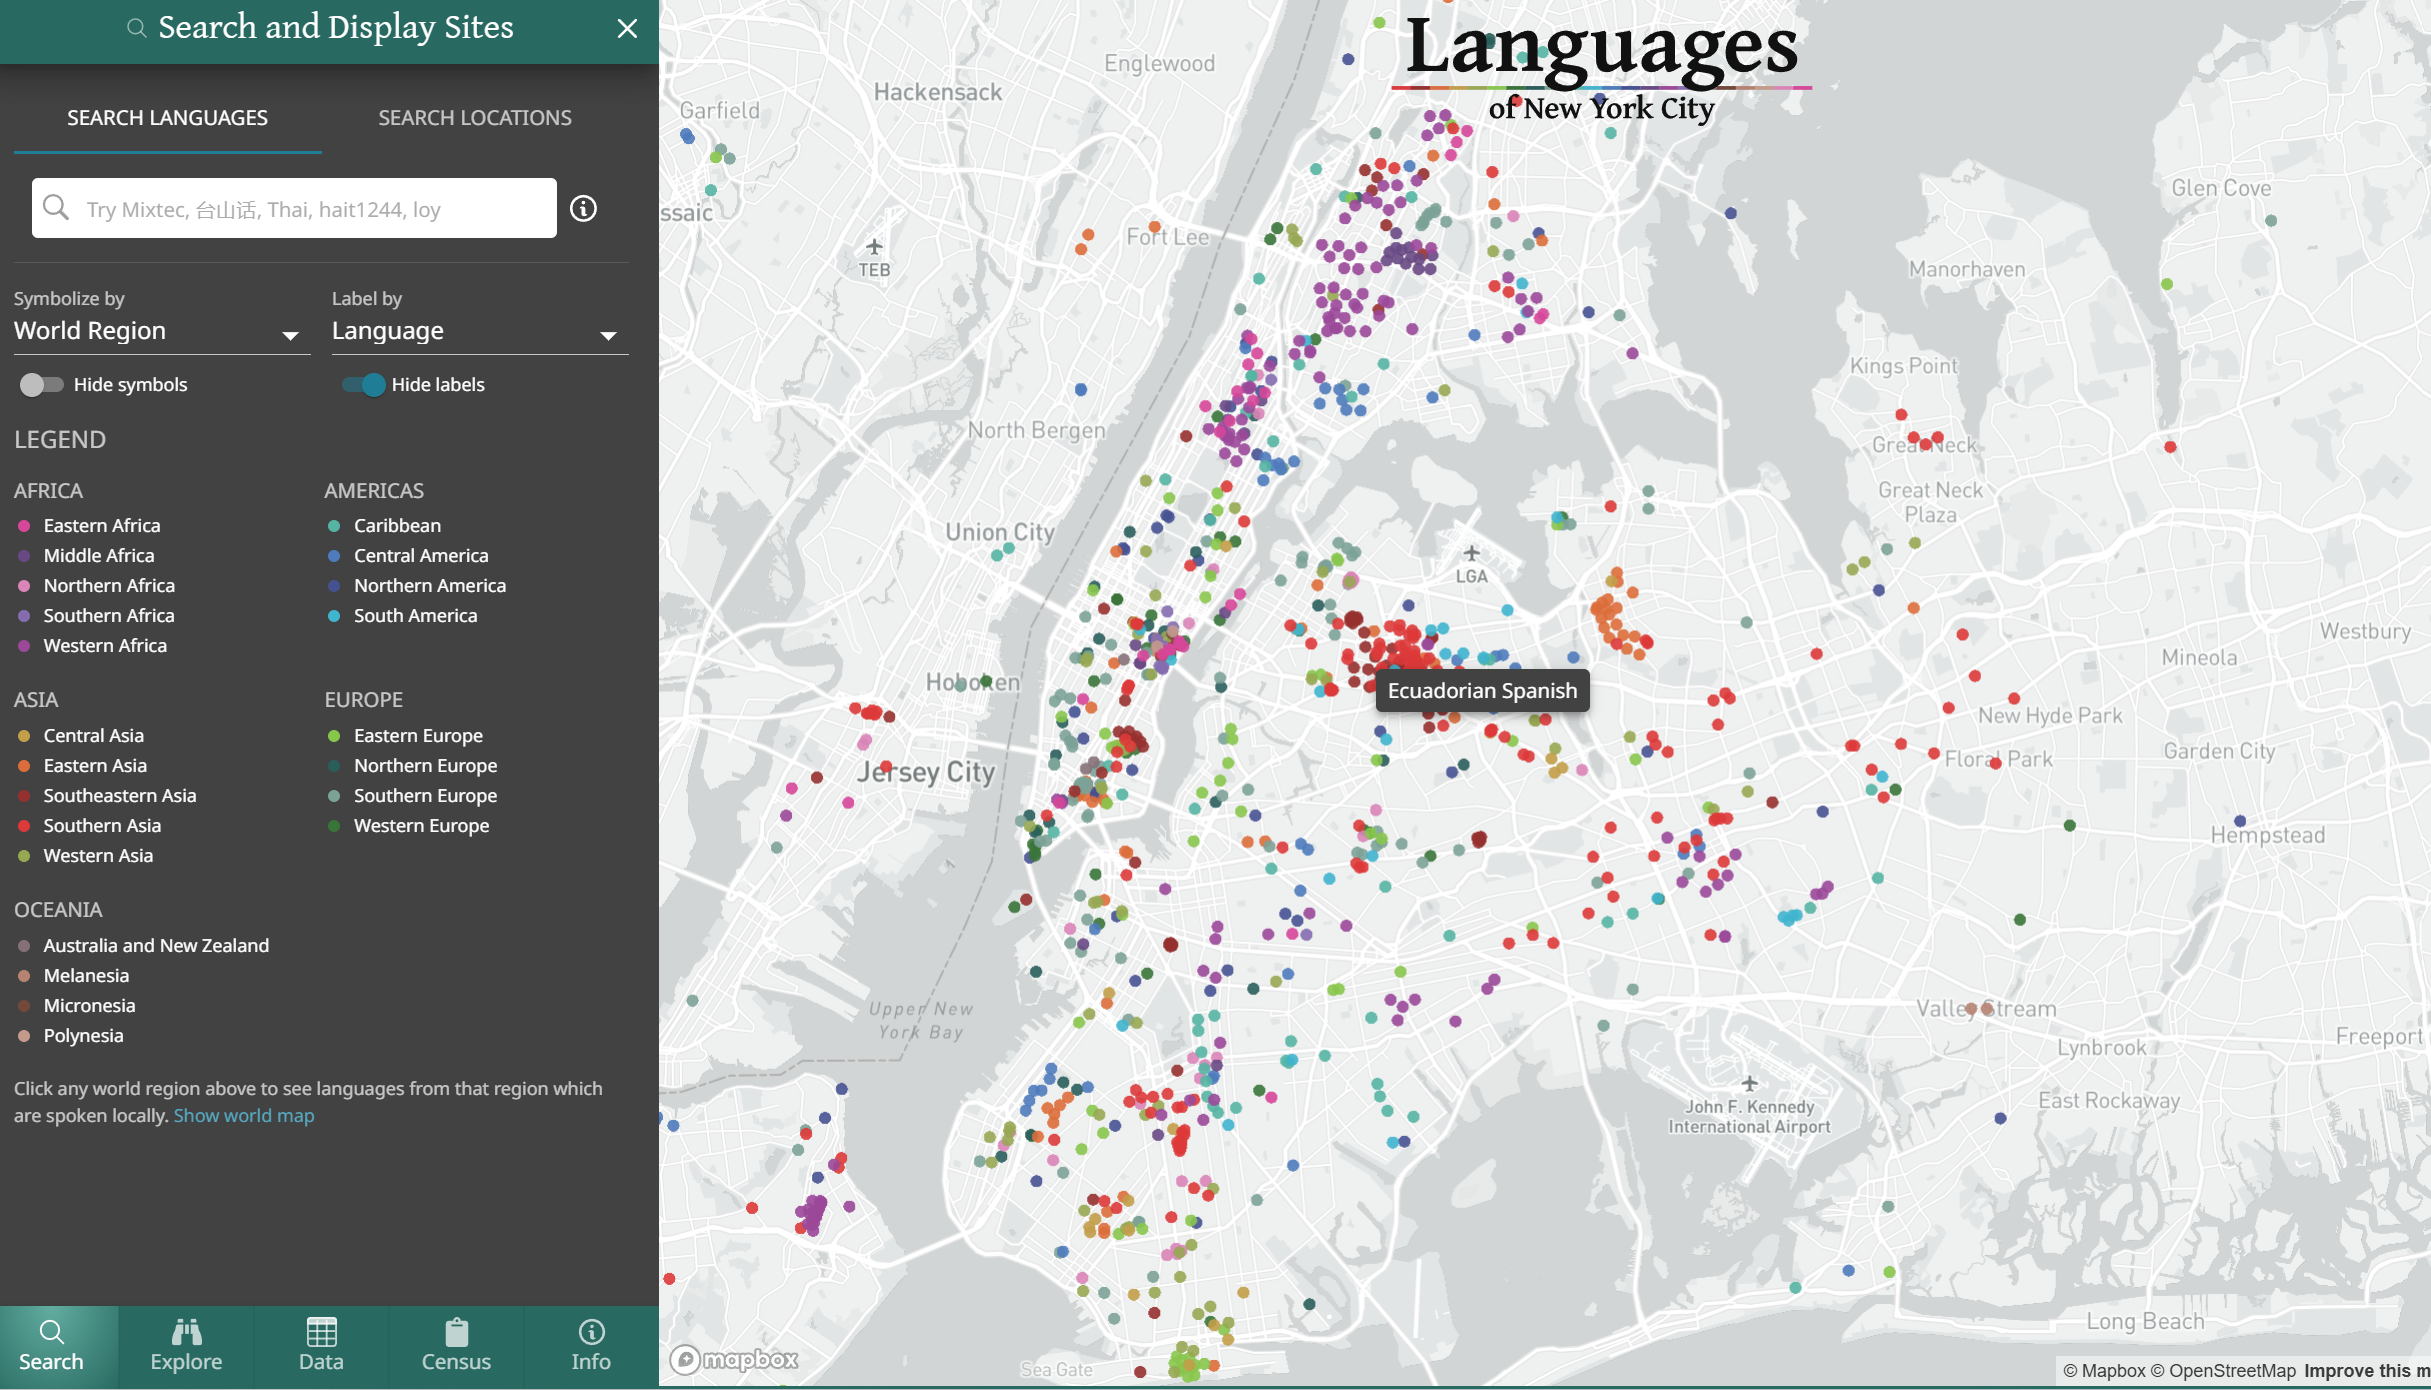 Search and Display Sites
SEARCH LANGUAGES
SEARCH LOCATIONS
Try Mixtec, 台山话, Thai, hait1244, loy
Symbolize by
World Region
Label by
Language
Hide symbols
Hide labels
LEGEND
AFRICA
Eastern Africa
Middle Africa
Northern Africa
Southern Africa
Western Africa
AMERICAS
Caribbean
Central America
Northern America
South America
ASIA
Central Asia
Eastern Asia
Southeastern Asia
Southern Asia
Western Asia
EUROPE
Eastern Europe
Northern Europe
Southern Europe
Western Europe
OCEANIA
Australia and New Zealand
Melanesia
Micronesia
Polynesia
Click any world region above to see languages from that region which
are spoken locally. Show world map
Search
Explore
Data
Census
Info
Languages
of New York City
Englewood
Hackensack
Garfield
ssaic
TEB
Fort Lee
Glen Cove
Manorhaven
Kings Point
North Bergen
Great Neck
Great Neck
Plaza
Union City
LGA
Westbury
Mineola
Hoboken
Ecuadorian Spanish
New Hyde Park
Garden City
Floral Park
Jersey City
Hempstead
Upper New
York Bay
Valley Stream
Freeport
Lynbrook
John F. Kennedy
International Airport
East Rockaway
Long Beach
Sea Gate
mapbox
© Mapbox © OpenStreetMap Improve this m